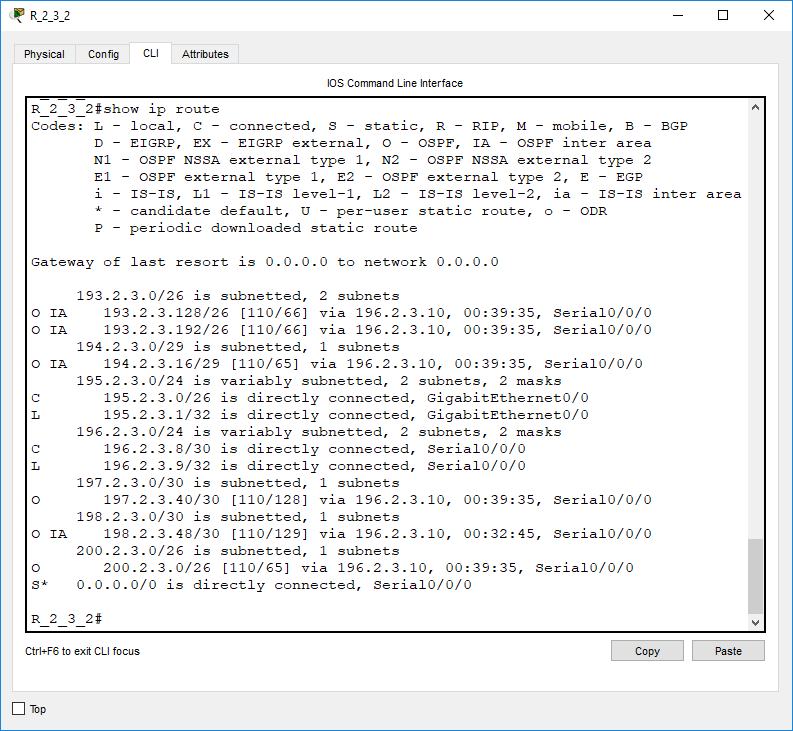 R_2_3_2
Physical Config CLI Attributes
IOS Command Line Interface
R_2_3_2#show ip route
Codes: L - local, C - connected, S - static, R - RIP, M - mobile, B - BGP
D - EIGRP, EX - EIGRP external, O - OSPF, IA - OSPF inter area
N1 - OSPF NSSA external type 1, N2 - OSPF NSSA external type 2
E1 - OSPF external type 1, E2 - OSPF external type 2, E - EGP
i - IS-IS, L1 - IS-IS level-1, L2 - IS-IS level-2, ia - IS-IS inter area
* - candidate default, U - per-user static route, o - ODR
P - periodic downloaded static route
Gateway of last resort is 0.0.0.0 to network 0.0.0.0
193.2.3.0/26 is subnetted, 2 subnets
O IA 193.2.3.128/26 [110/66] via 196.2.3.10, 00:39:35, Serial0/0/0
O IA 193.2.3.192/26 [110/66] via 196.2.3.10, 00:39:35, Serial0/0/0
194.2.3.0/29 is subnetted, 1 subnets
O IA 194.2.3.16/29 [110/65] via 196.2.3.10, 00:39:35, Serial0/0/0
195.2.3.0/24 is variably subnetted, 2 subnets, 2 masks
C 195.2.3.0/26 is directly connected, GigabitEthernet0/0
L 195.2.3.1/32 is directly connected, GigabitEthernet0/0
196.2.3.0/24 is variably subnetted, 2 subnets, 2 masks
C 196.2.3.8/30 is directly connected, Serial0/0/0
L 196.2.3.9/32 is directly connected, Serial0/0/0
197.2.3.0/30 is subnetted, 1 subnets
O 197.2.3.40/30 [110/128] via 196.2.3.10, 00:39:35, Serial0/0/0
198.2.3.0/30 is subnetted, 1 subnets
O IA 198.2.3.48/30 [110/129] via 196.2.3.10, 00:32:45, Serial0/0/0
200.2.3.0/26 is subnetted, 1 subnets
O 200.2.3.0/26 [110/65] via 196.2.3.10, 00:39:35, Serial0/0/0
S* 0.0.0.0/0 is directly connected, Serial0/0/0
R_2_3_2#
Ctrl+F6 to exit CLI focus
Copy Paste
Top